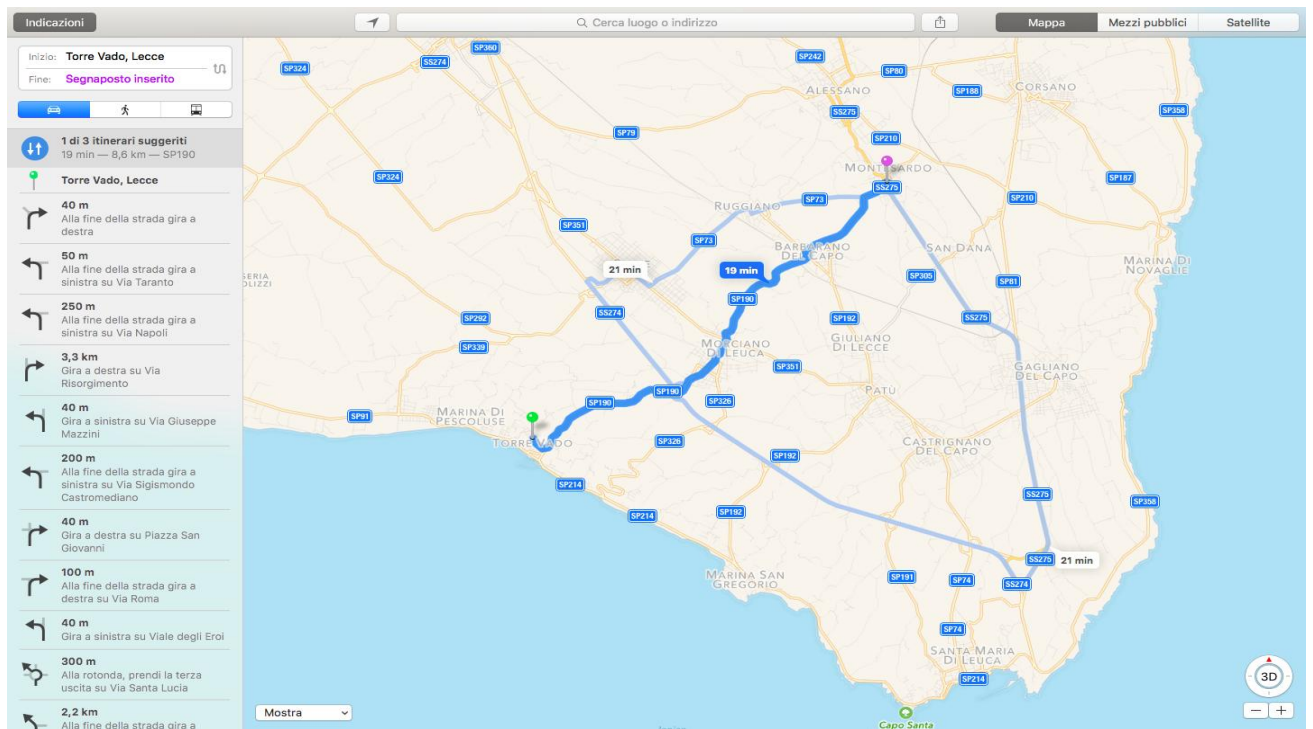 Indicazioni
Cerca luogo o indirizzo
Mappa
Mezzi pubblici
Satellite
Inizio: Torre Vado, Lecce
Fine: Segnaposto inserito
1 di 3 itinerari suggeriti
19 min — 8,6 km — SP190
Torre Vado, Lecce
40 m
Alla fine della strada gira a
destra
50 m
Alla fine della strada gira a
sinistra su Via Taranto
250 m
Alla fine della strada gira a
sinistra su Via Napoli
3,3 km
Gira a destra su Via
Risorgimento
40 m
Gira a sinistra su Via Giuseppe
Mazzini
200 m
Alla fine della strada gira a
sinistra su Via Sigismondo
Castromediano
40 m
Gira a destra su Piazza San
Giovanni
100 m
Alla fine della strada gira a
destra su Via Roma
40 m
Gira a sinistra su Viale degli Eroi
300 m
Alla rotonda, prendi la terza
uscita su Via Santa Lucia
2,2 km
Alla fine della strada gira a
SP360
SS274
SP324
SP242
SP80
ALESSANO
SP188
CORSANO
SP358
SS275
SP79
SP210
MONTESARDO
SP324
SS275
SP187
SP73
SP210
RUGGIANO
SP351
SP73
BARBARANO
DEL CAPO
SAN DANA
MARINA DI
NOVAGLIE
21 min
19 min
SP305
SP81
SP190
SS274
SP292
SP192
SS275
SP339
MORCIANO
DI LEUCA
GIULIANO
DI LECCE
SP351
GAGLIANO
DEL CAPO
SP190
PATÙ
SP190
SP326
SP91
MARINA DI
PESCOLUSE
TORRE VADO
SP326
CASTRIGNANO
DEL CAPO
SP192
SP214
SS275
SP358
SP214
SP192
SS275
21 min
MARINA SAN
GREGORIO
SP191
SP74
SS274
SP74
SANTA MARIA
DI LEUCA
SP214
3D
Mostra
Capo Santa